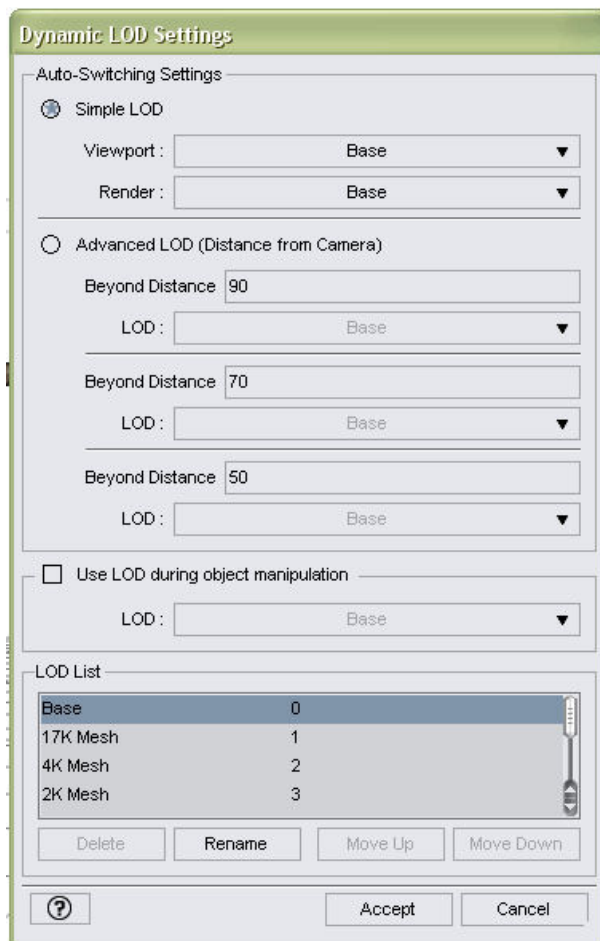 Dynamic LOD Settings
Auto-Switching Settings
Simple LOD
Viewport : Base
Render : Base
Advanced LOD (Distance from Camera)
Beyond Distance 90
LOD : Base
Beyond Distance 70
LOD : Base
Beyond Distance 50
LOD : Base
Use LOD during object manipulation
LOD : Base
LOD List
Base 0
17K Mesh 1
4K Mesh 2
2K Mesh 3
Delete Rename Move Up Move Down
? Accept Cancel